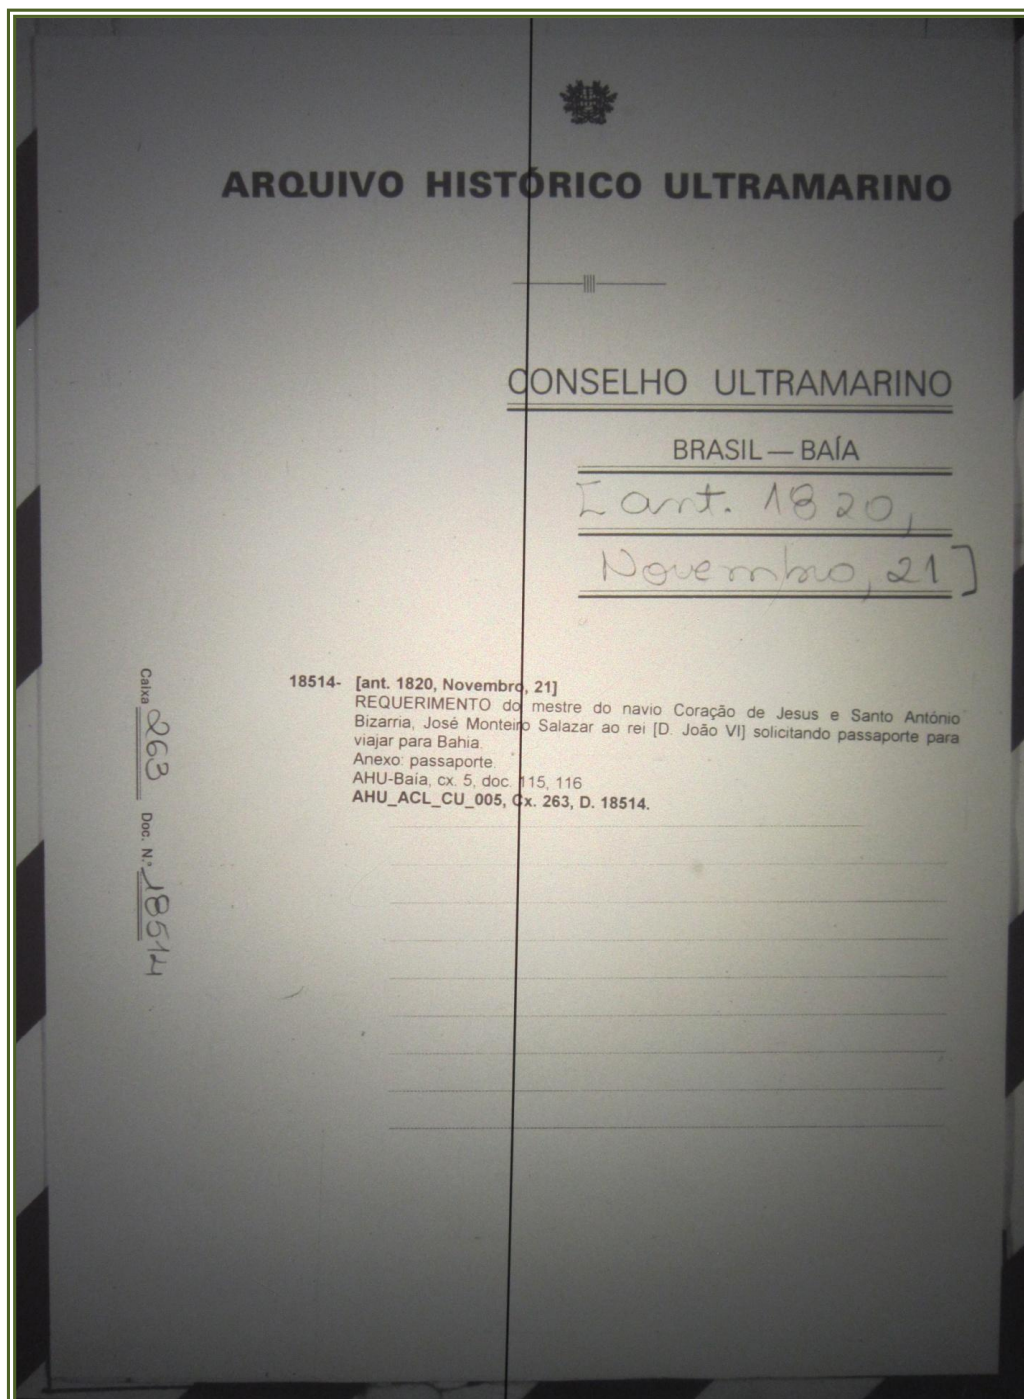 ARQUIVO HISTÓRICO ULTRAMARINO
CONSELHO ULTRAMARINO
BRASIL — BAÍA
[ant. 1820,
Novembro, 21]
18514- [ant. 1820, Novembro, 21]
REQUERIMENTO do mestre do navio Coração de Jesus e Santo António
Bizarria, José Monteiro Salazar ao rei [D. João VI] solicitando passaporte para
viajar para Bahia.
Anexo: passaporte.
AHU-Baía, cx. 5, doc. 115, 116
AHU_ACL_CU_005, Cx. 263, D. 18514.
Caixa 263 Doc. N.º 18514